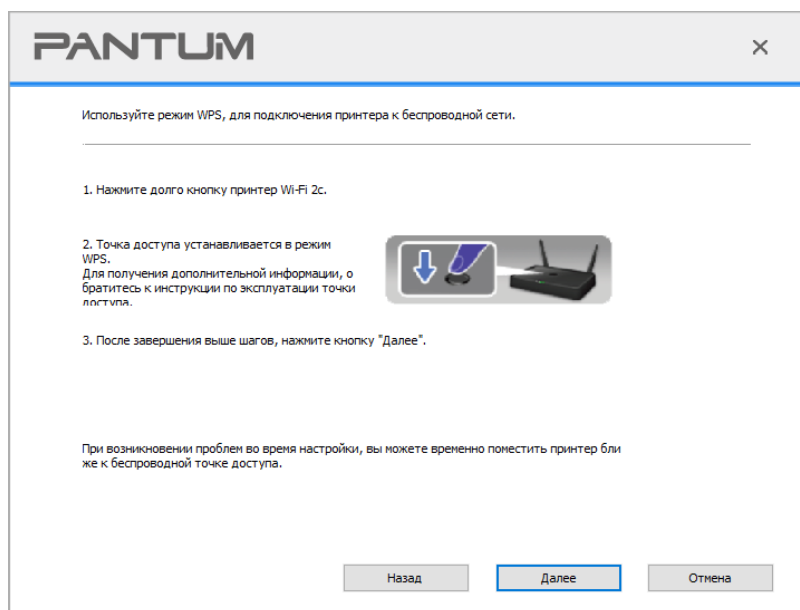 PANTUM
Используйте режим WPS, для подключения принтера к беспроводной сети.
1. Нажмите долго кнопку принтер Wi-Fi 2с.
2. Точка доступа устанавливается в режим
WPS.
Для получения дополнительной информации, о
братитесь к инструкции по эксплуатации точки
доступа.
3. После завершения выше шагов, нажмите кнопку "Далее".
При возникновении проблем во время настройки, вы можете временно поместить принтер бли
же к беспроводной точке доступа.
Назад
Далее
Отмена